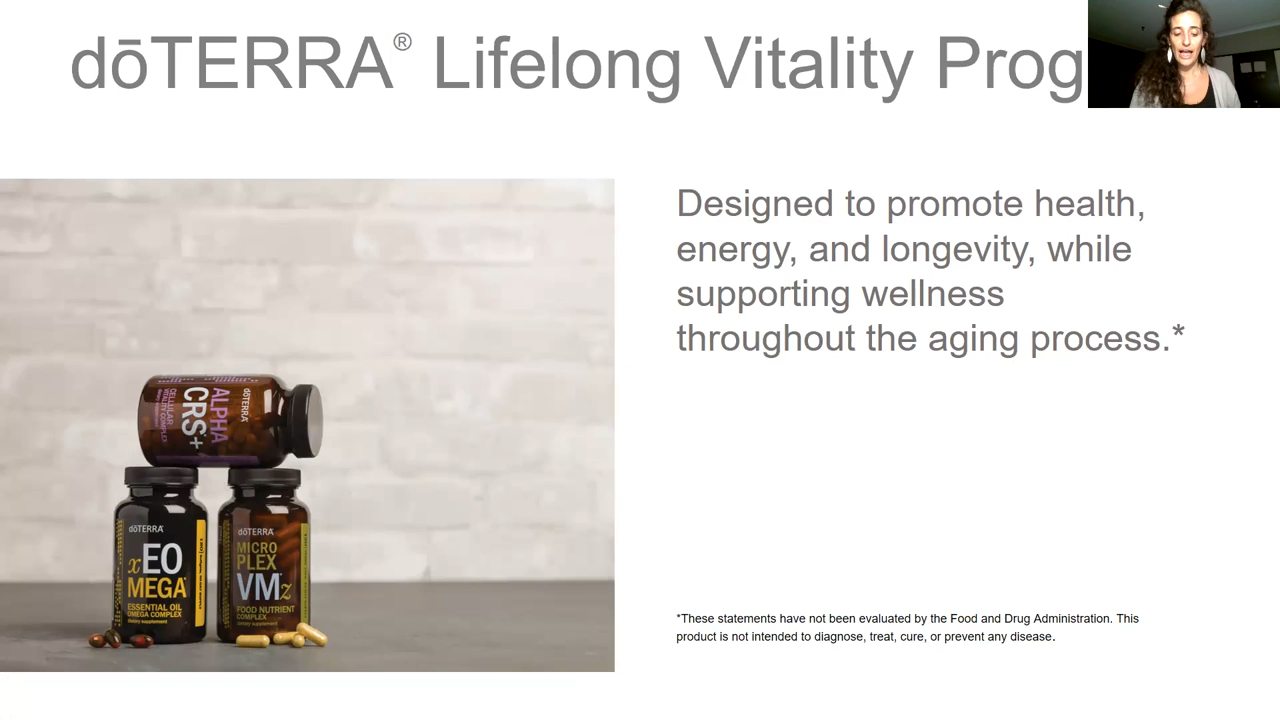 dōTERRA® Lifelong Vitality Prog
Designed to promote health,
energy, and longevity, while
supporting wellness
throughout the aging process.*
dōTERRA
ALPHA
CRS+
CELLULAR
VITALITY COMPLEX
dōTERRA
xEO
MEGA
ESSENTIAL OIL
OMEGA COMPLEX
dietary supplement
dōTERRA
MICRO
PLEX
VMz
FOOD NUTRIENT
COMPLEX
dietary supplement
*These statements have not been evaluated by the Food and Drug Administration. This
product is not intended to diagnose, treat, cure, or prevent any disease.